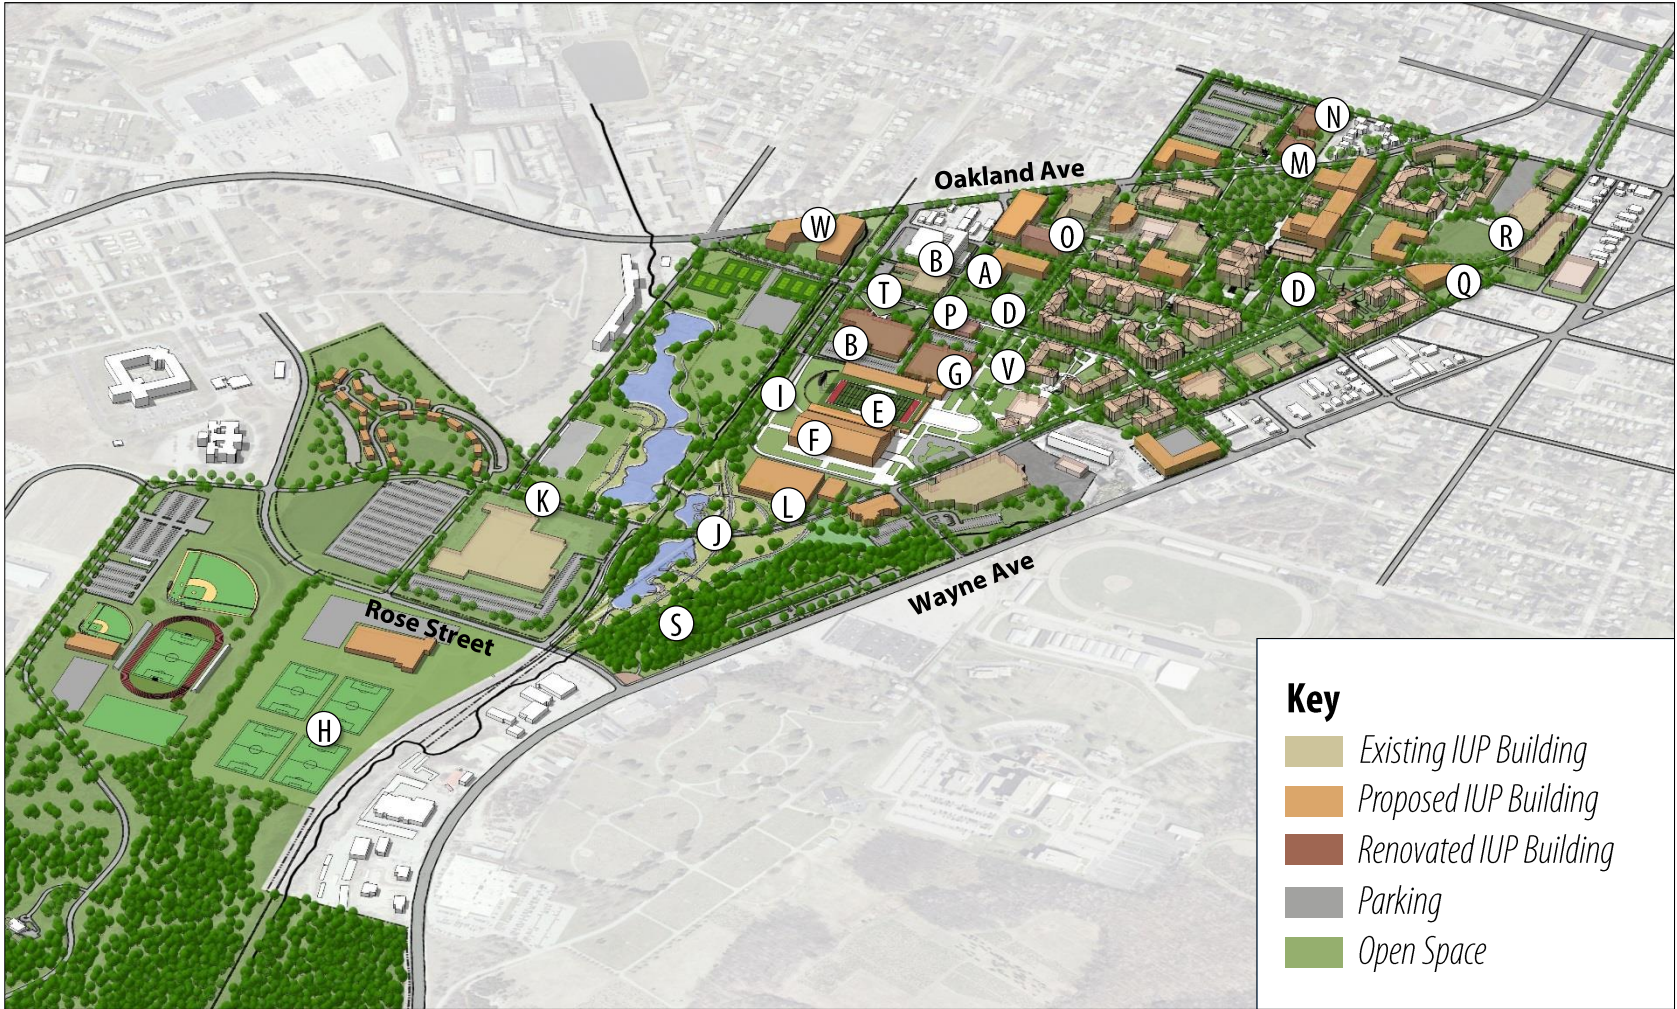 N
M
Oakland Ave
W
O
R
B
A
T
D
Q
P
D
B
G
V
I
E
F
K
L
J
Wayne Ave
Rose Street
S
H
Key
Existing IUP Building
Proposed IUP Building
Renovated IUP Building
Parking
Open Space